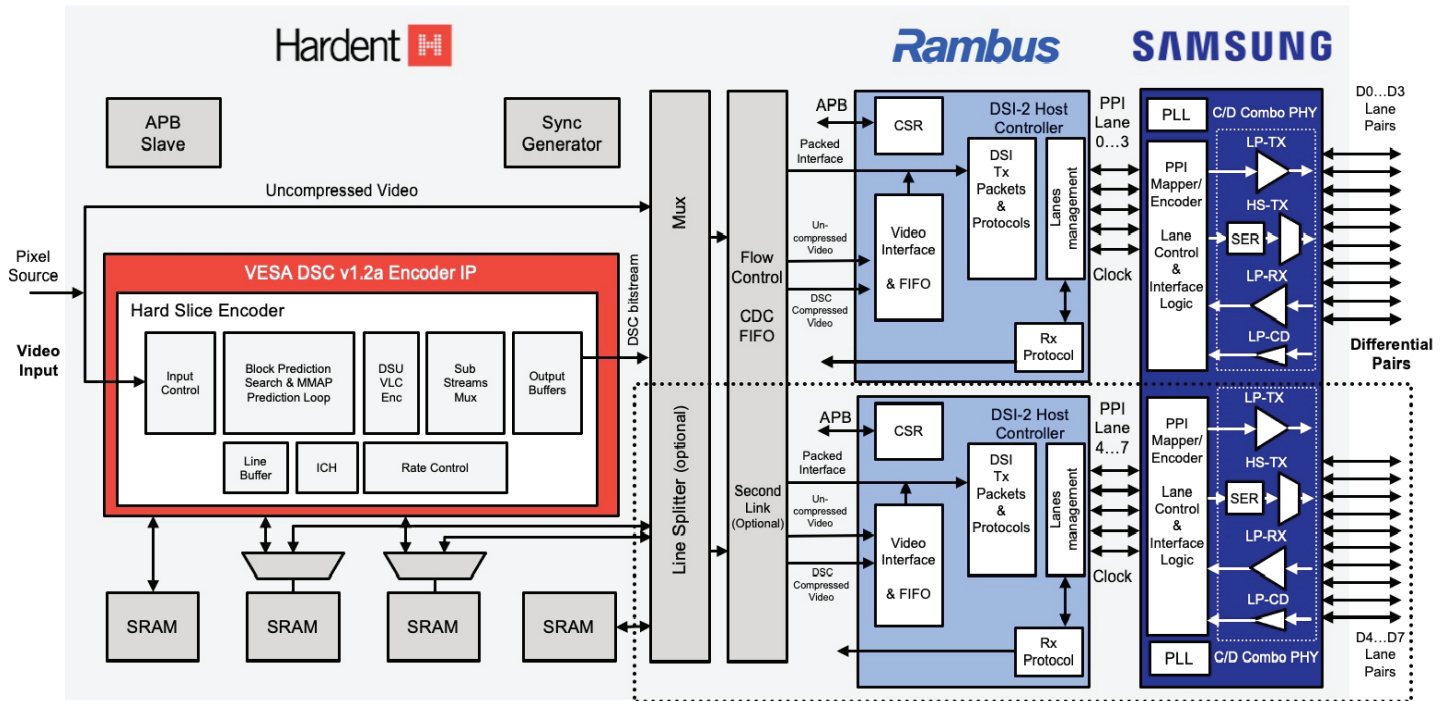 Hardent H
Rambus
SAMSUNG
APB
Slave
Sync
Generator
Uncompressed Video
Pixel
Source
Video
Input
VESA DSC v1.2a Encoder IP
Hard Slice Encoder
Input
Control
Block Prediction
Search & MMAP
Prediction Loop
DSU
VLC
Enc
Sub
Streams
Mux
Output
Buffers
Line
Buffer
ICH
Rate Control
DSC bitstream
SRAM
SRAM
SRAM
SRAM
Mux
Line Splitter (optional)
Flow
Control
CDC
FIFO
Second
Link
(Optional)
APB
Packed
Interface
Un-
compressed
Video
DSC
Compressed
Video
DSI-2 Host
Controller
CSR
Video
Interface
& FIFO
DSI
Tx
Packets
&
Protocols
Lanes
management
Rx
Protocol
PPI
Lane
0...3
Clock
PLL
C/D Combo PHY
PPI
Mapper/
Encoder
Lane
Control
&
Interface
Logic
LP-TX
HS-TX
SER
LP-RX
LP-CD
D0...D3
Lane
Pairs
Differential
Pairs
APB
Packed
Interface
Un-
compressed
Video
DSC
Compressed
Video
DSI-2 Host
Controller
CSR
Video
Interface
& FIFO
DSI
Tx
Packets
&
Protocols
Lanes
management
Rx
Protocol
PPI
Lane
4...7
Clock
PPI
Mapper/
Encoder
Lane
Control
&
Interface
Logic
LP-TX
HS-TX
SER
LP-RX
LP-CD
PLL
C/D Combo PHY
D4...D7
Lane
Pairs